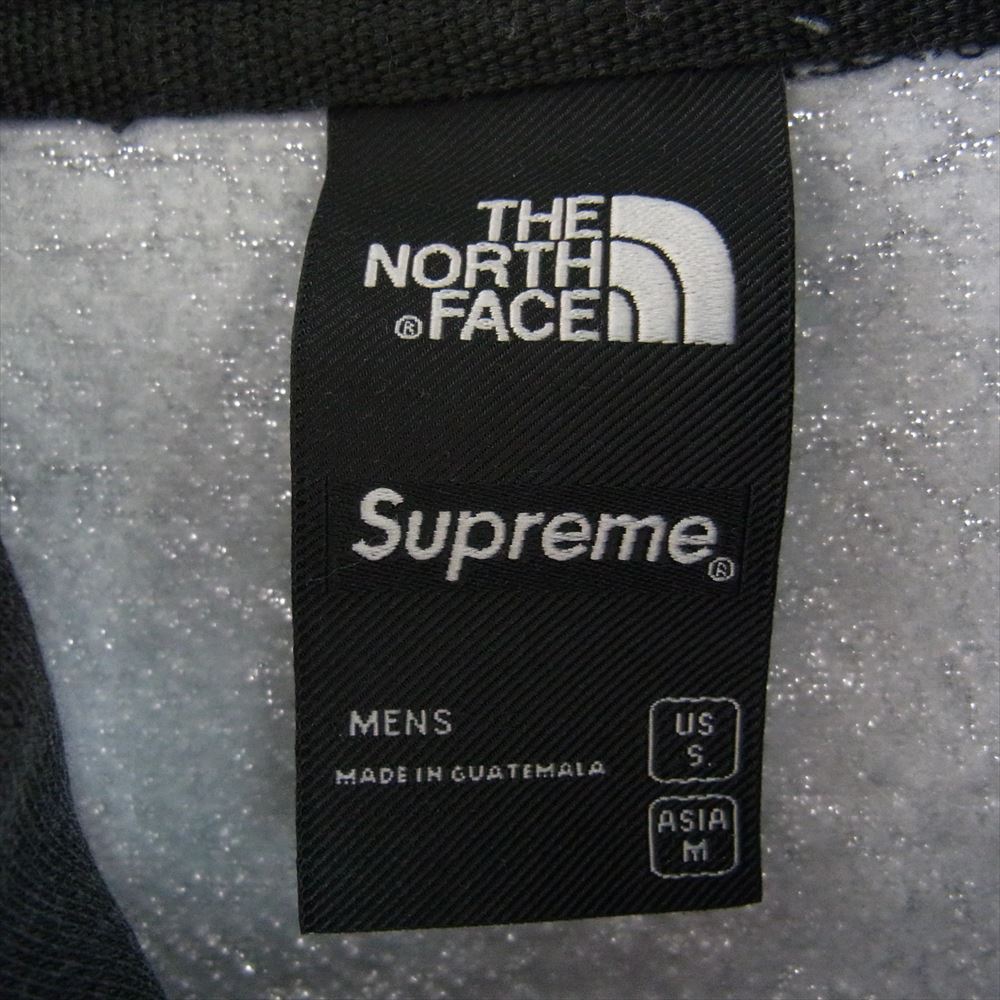 THE
NORTH
® FACE
Supreme®
MENS
MADE IN GUATEMALA
US
S
ASIA
M